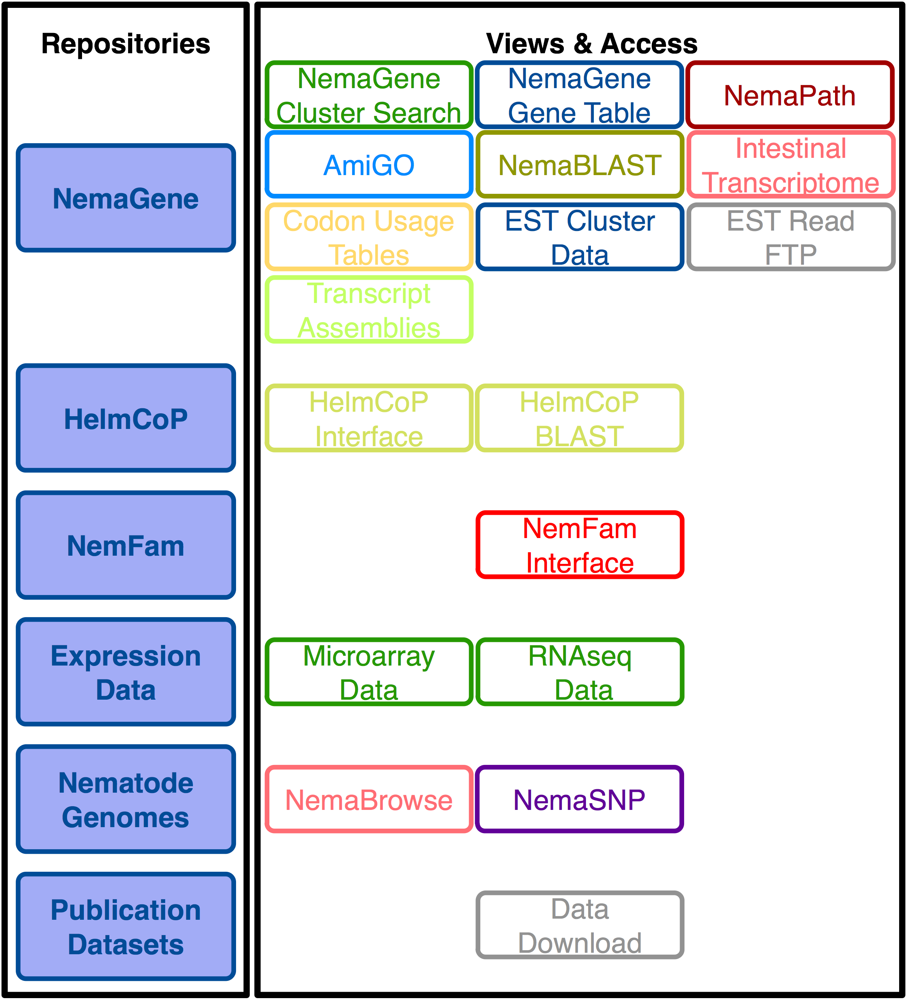 Repositories
NemaGene
HelmCoP
NemFam
Expression
Data
Nematode
Genomes
Publication
Datasets
Views & Access
NemaGene
Cluster Search
NemaGene
Gene Table
NemaPath
AmiGO
NemaBLAST
Intestinal
Transcriptome
Codon Usage
Tables
EST Cluster
Data
EST Read
FTP
Transcript
Assemblies
HelmCoP
Interface
HelmCoP
BLAST
NemFam
Interface
Microarray
Data
RNAseq
Data
NemaBrowse
NemaSNP
Data
Download